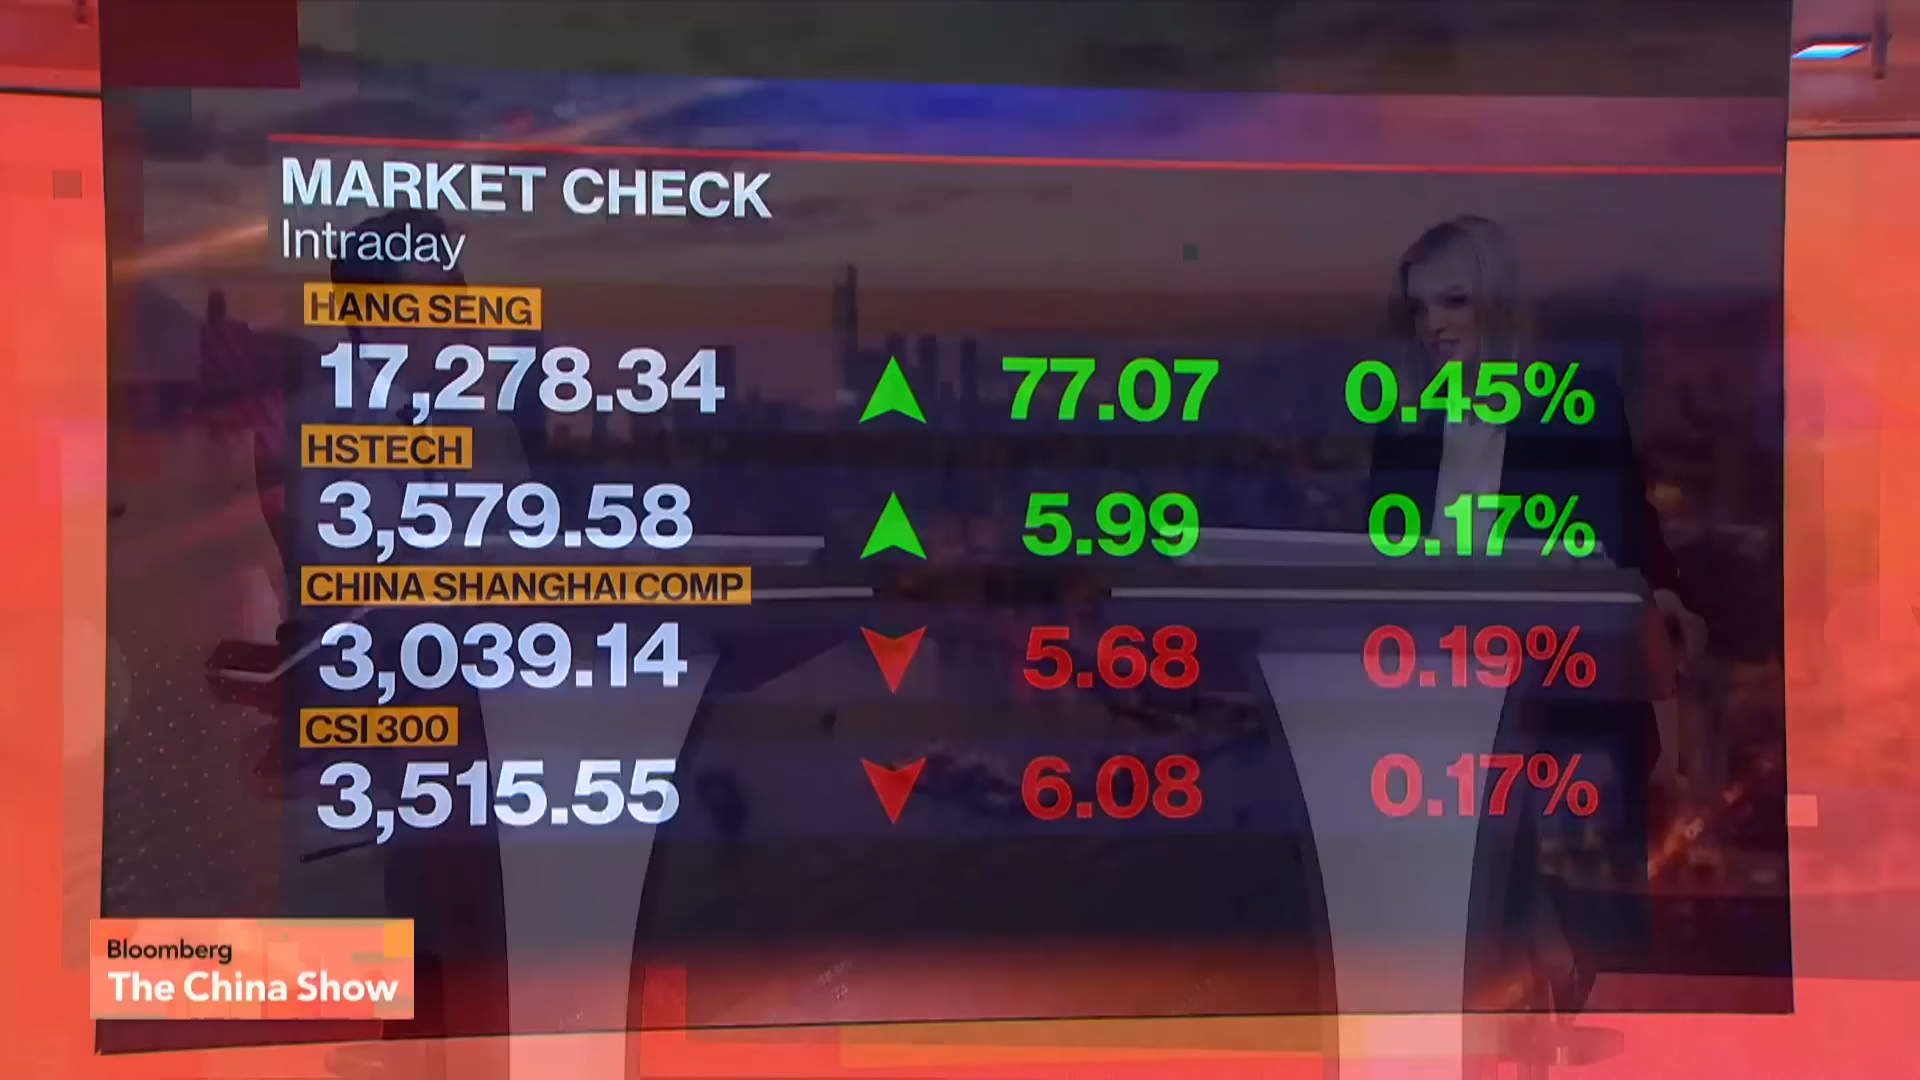 MARKET CHECK
Intraday
HANG SENG
17,278.34 ▲ 77.07 0.45%
HSTECH
3,579.58 ▲ 5.99 0.17%
CHINA SHANGHAI COMP
3,039.14 ▼ 5.68 0.19%
CSI 300
3,515.55 ▼ 6.08 0.17%
Bloomberg
The China Show